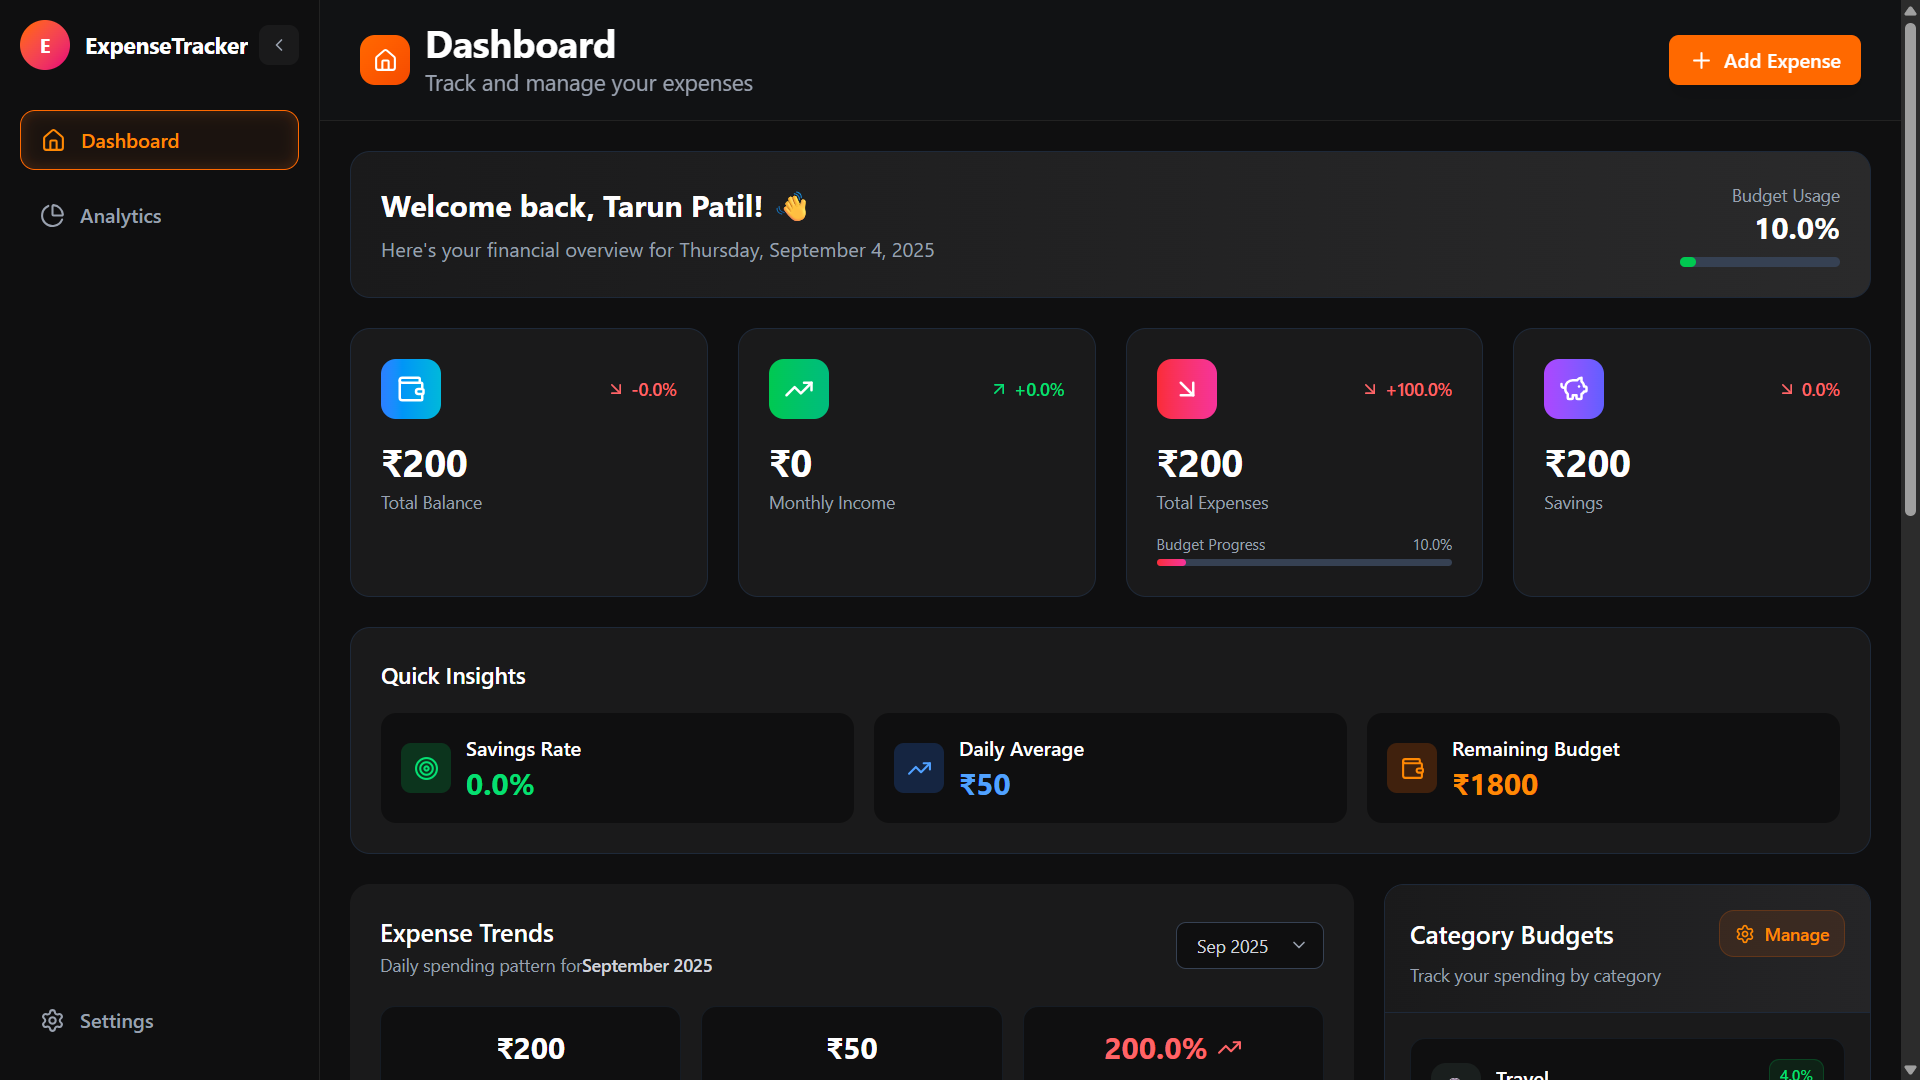 E
ExpenseTracker
Dashboard
Analytics
Settings
Dashboard
Track and manage your expenses
Add Expense
Welcome back, Tarun Patil! 👋
Here's your financial overview for Thursday, September 4, 2025
Budget Usage
10.0%
-0.0%
₹200
Total Balance
+0.0%
₹0
Monthly Income
+100.0%
₹200
Total Expenses
Budget Progress 10.0%
0.0%
₹200
Savings
Quick Insights
Savings Rate
0.0%
Daily Average
₹50
Remaining Budget
₹1800
Expense Trends
Daily spending pattern forSeptember 2025
Sep 2025
₹200
₹50
200.0%
Category Budgets
Manage
Track your spending by category
Travel
4.0%